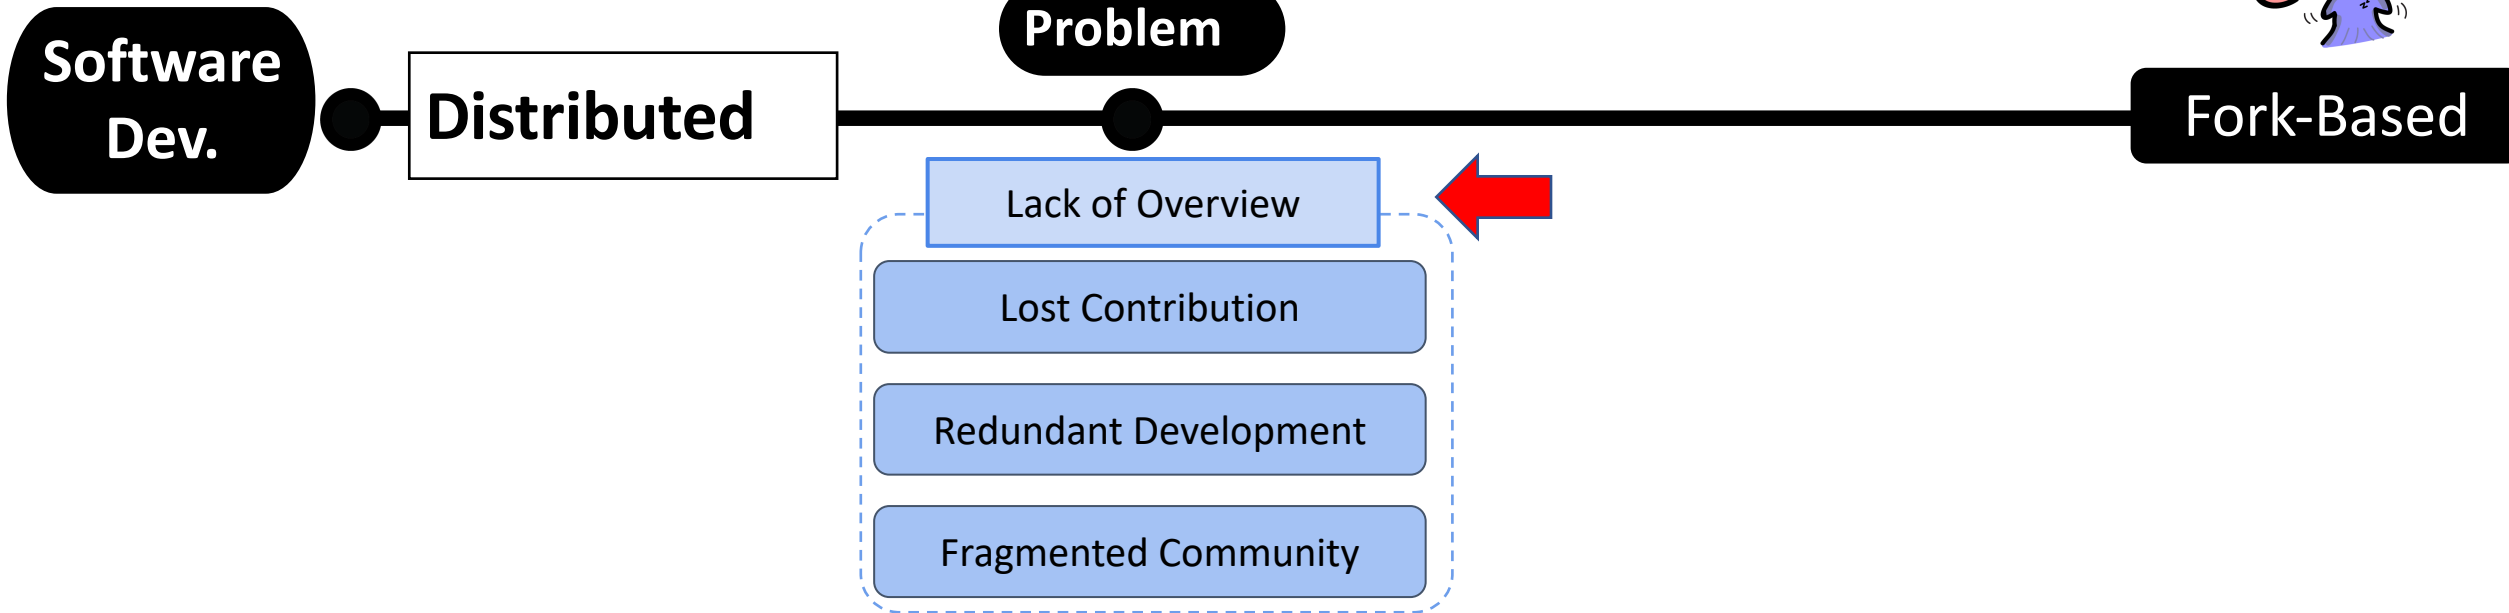 Software
Dev.
Distributed
Problem
Fork-Based
Lack of Overview
Lost Contribution
Redundant Development
Fragmented Community